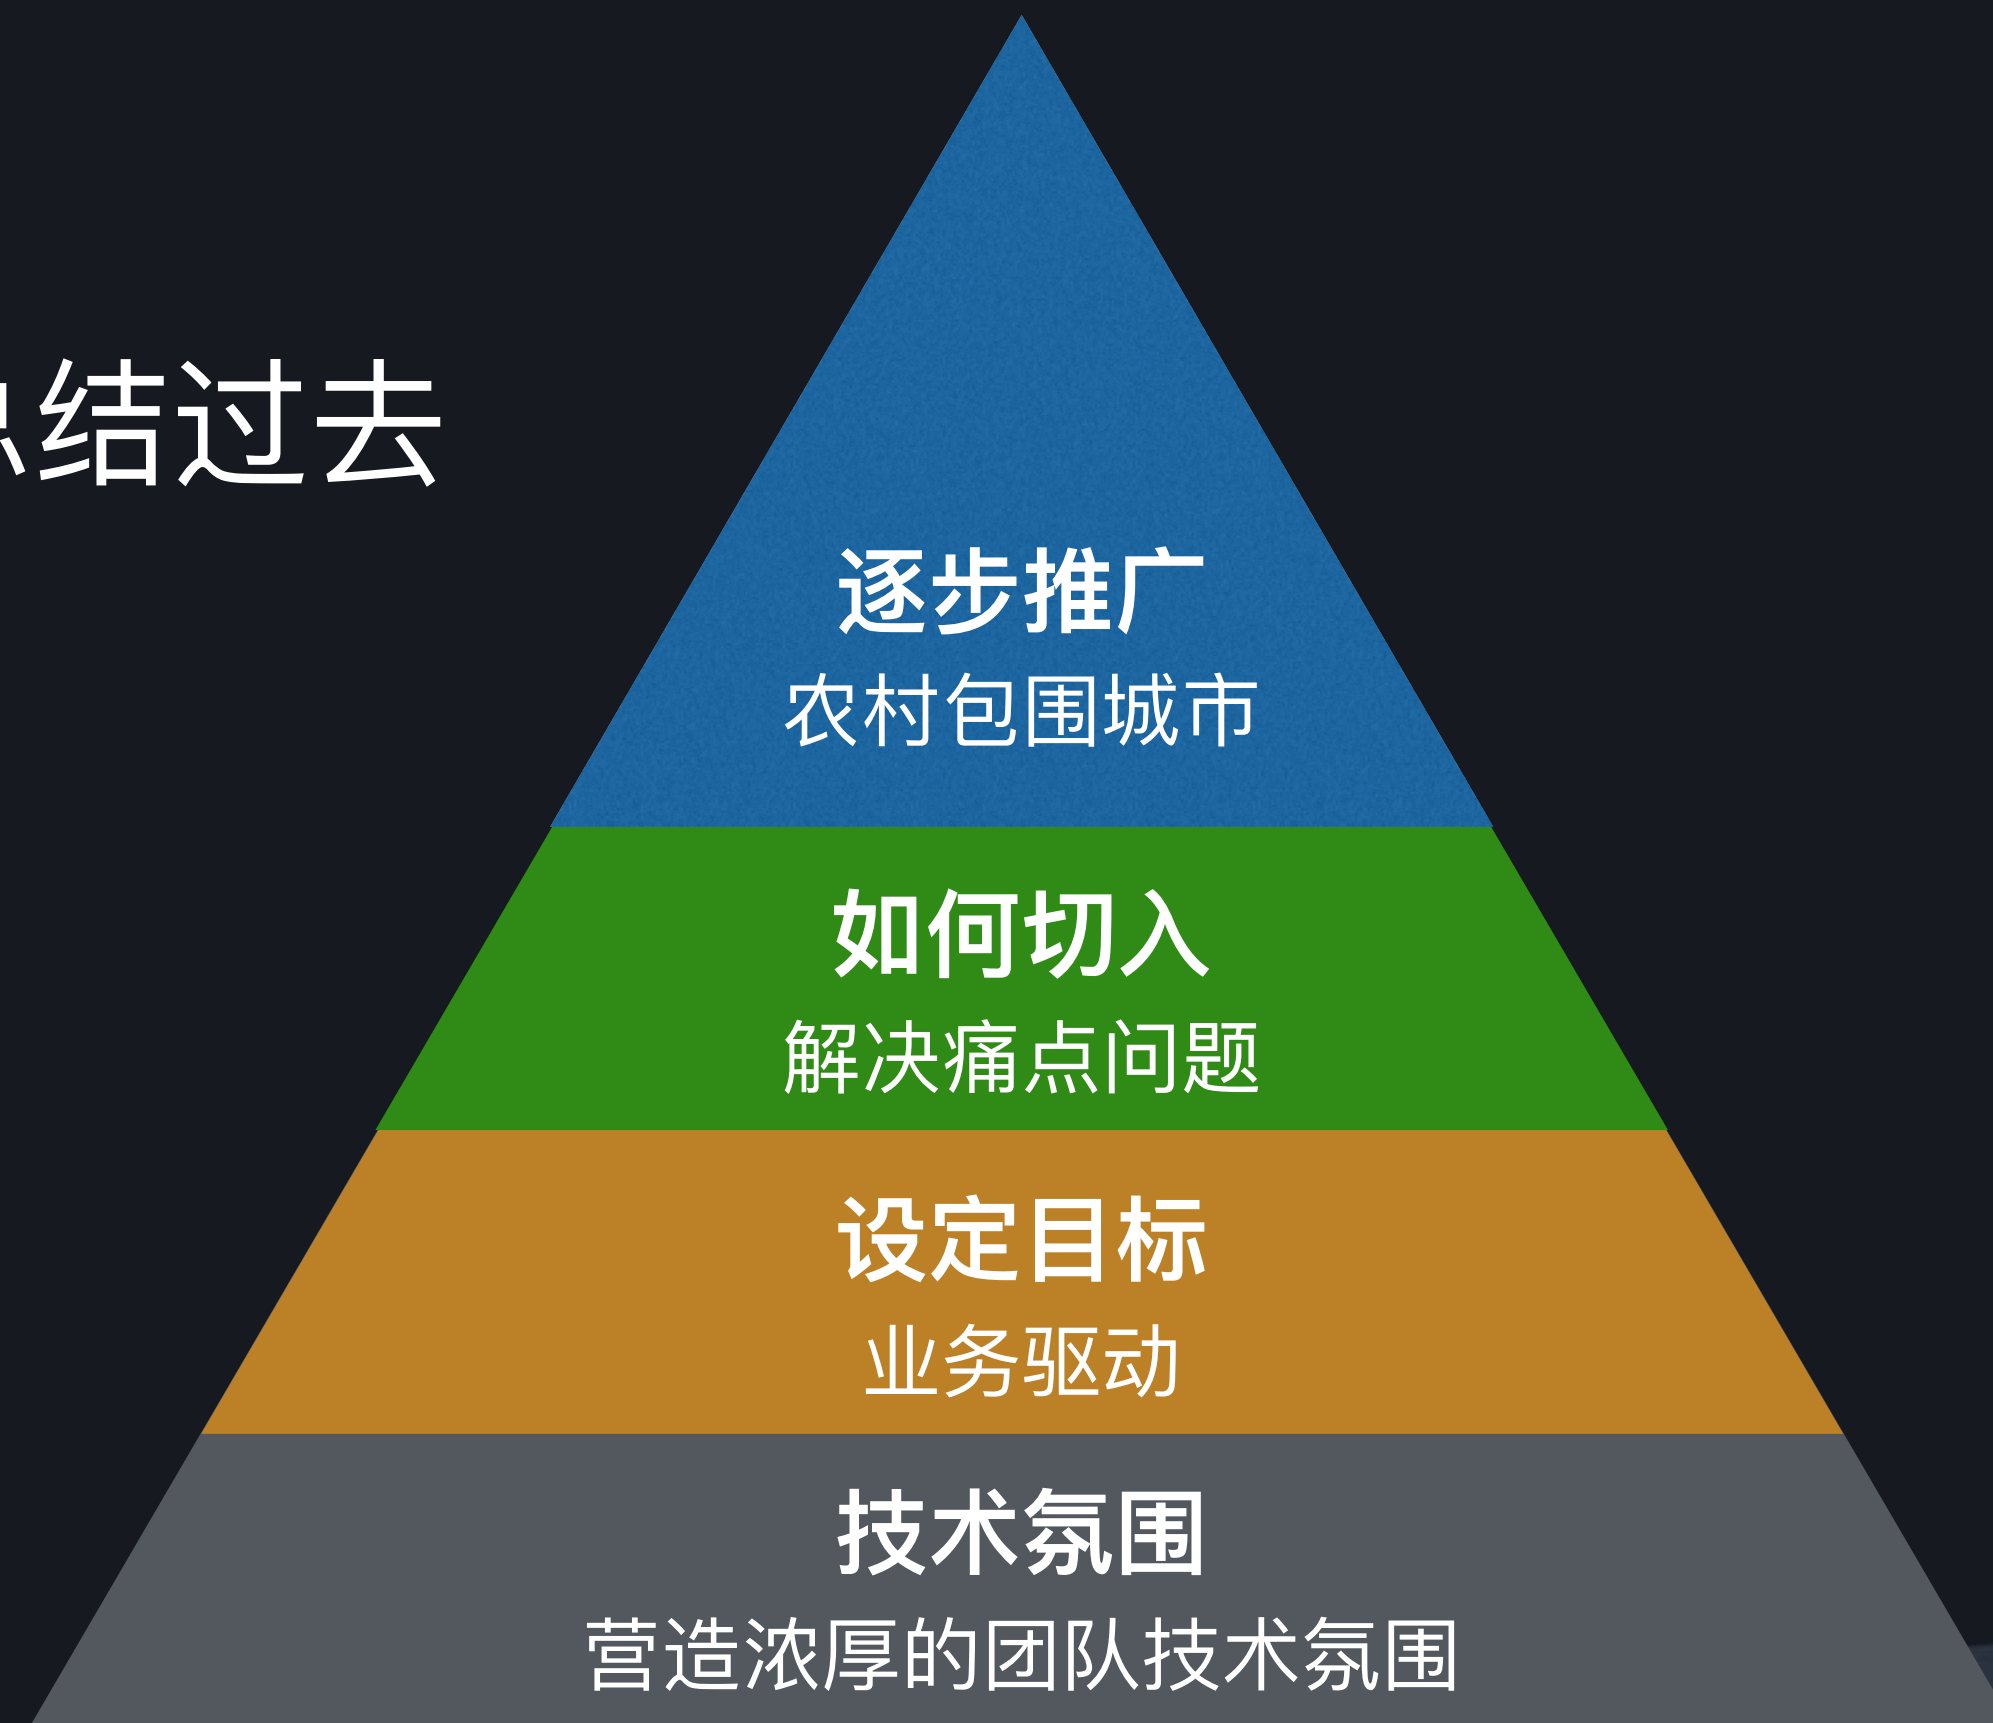 总结过去
逐步推广
农村包围城市
如何切入
解决痛点问题
设定目标
业务驱动
技术氛围
营造浓厚的团队技术氛围